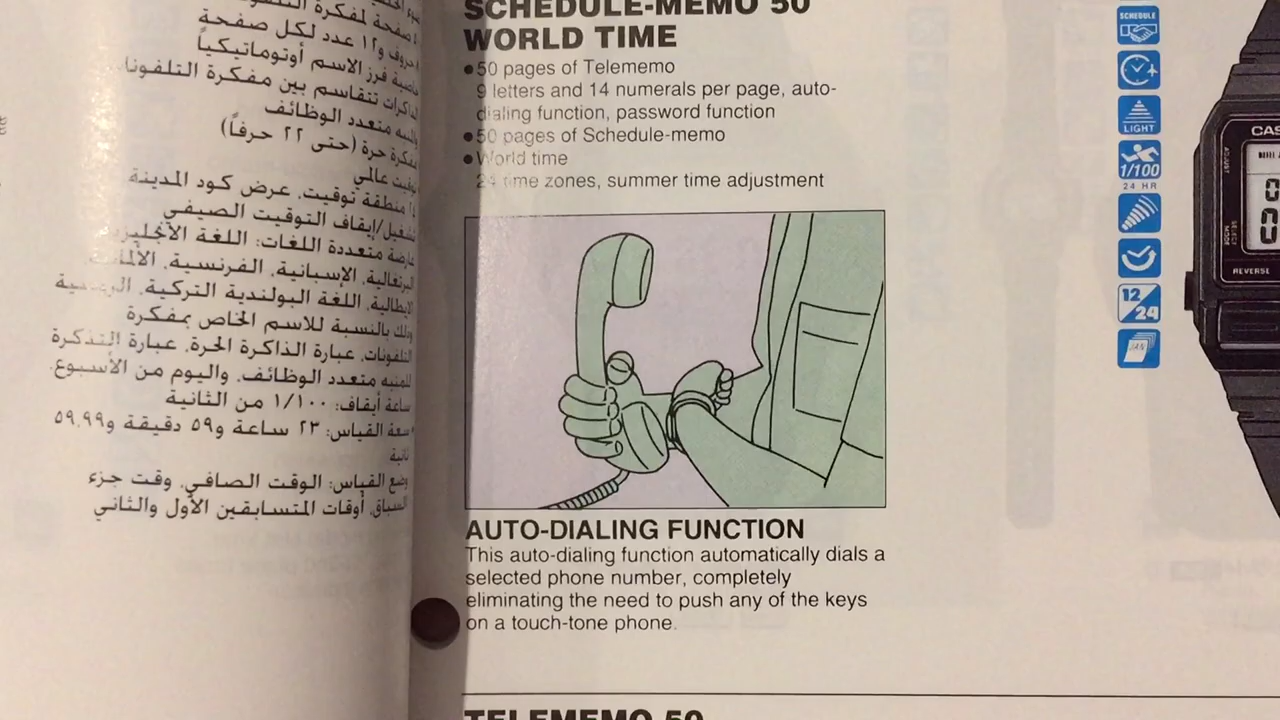 صفحة لمفكرة
حروف و١٢ عدد لكل صفحة
خاصية فرز الاسم أوتوماتيكياً
تتقاسم بين مفكرة التلفونات
متعدد الوظائف
حرة (حتى ٢٢ حرفاً)
عالمي
منطقة توقيت. عرض كود المدينة
تشغيل/إيقاف التوقيت الصيفي
متعددة اللغات: اللغة الأنجليزية
البرتغالية. الإسبانية. الفرنسية. الألمانية
الإيطالية. اللغة البولندية التركية.
وذلك بالنسبة للاسم الخاص بمفكرة
التلفونات. عبارة الذاكرة الحرة. عبارة التذكرة
للمنبه متعدد الوظائف. واليوم من الأسبوع.
ساعة أيقاف: ١/١٠٠ من الثانية
سعة القياس: ٢٣ ساعة و٥٩ دقيقة و٥٩,٩٩
ثانية
وضع القياس: الوقت الصافي. وقت جزء
السباق. أوقات المتسابقين الأول والثاني
SCHEDULE-MEMO 50
WORLD TIME
●50 pages of Telememo
9 letters and 14 numerals per page, auto-
dialing function, password function
●50 pages of Schedule-memo
●World time
24 time zones, summer time adjustment
AUTO-DIALING FUNCTION
This auto-dialing function automatically dials a
selected phone number, completely
eliminating the need to push any of the keys
on a touch-tone phone.
TELEMEMO 50
SCHEDULE
LIGHT
1/100
24 HR
12/24
JAN
CAS
ADJUST
SELECT
MODE
REVERSE